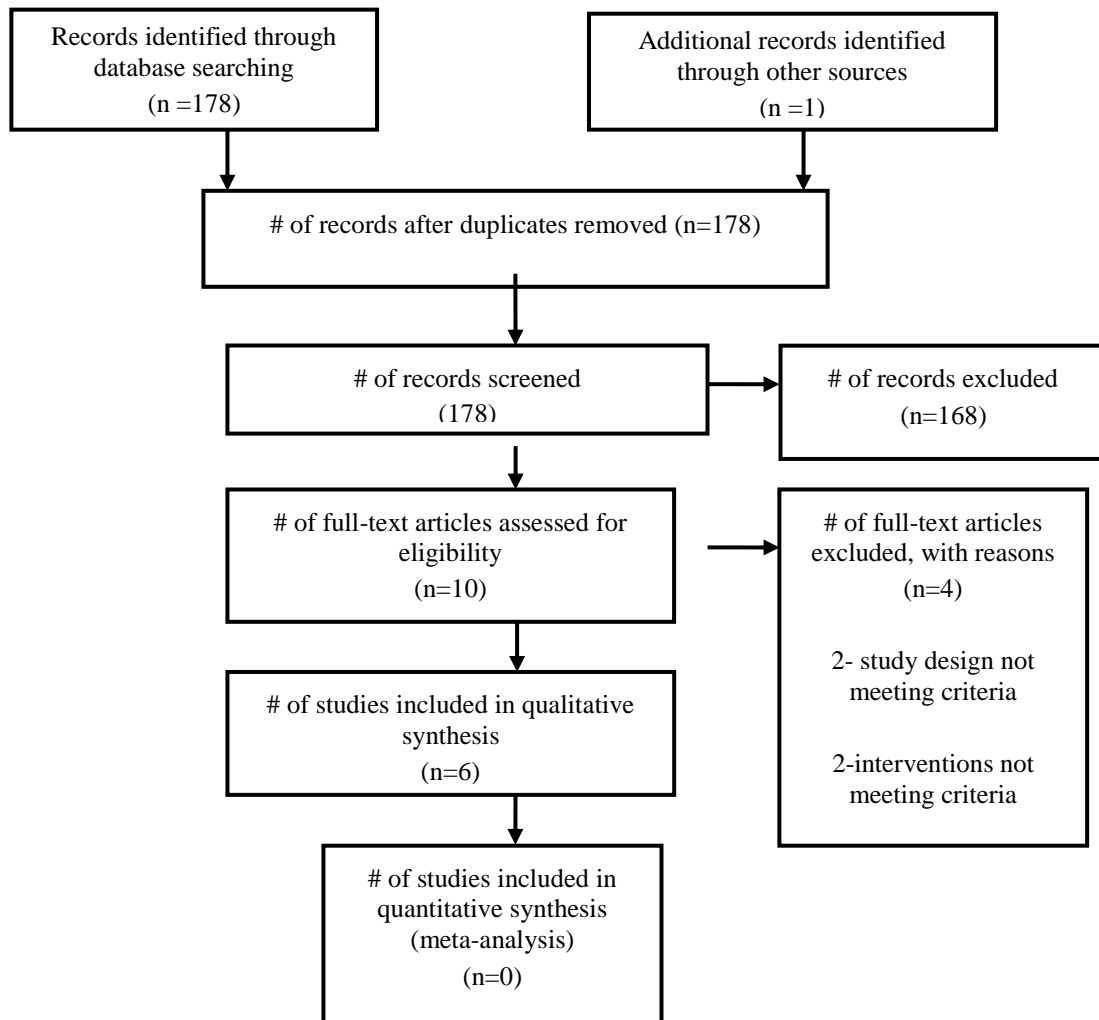 Records identified through
database searching
(n =178)
Additional records identified
through other sources
(n =1)
# of records after duplicates removed (n=178)
# of records screened
(178)
# of records excluded
(n=168)
# of full-text articles assessed for
eligibility
(n=10)
# of full-text articles
excluded, with reasons
(n=4)
2- study design not
meeting criteria
2-interventions not
meeting criteria
# of studies included in qualitative
synthesis
(n=6)
# of studies included in
quantitative synthesis
(meta-analysis)
(n=0)